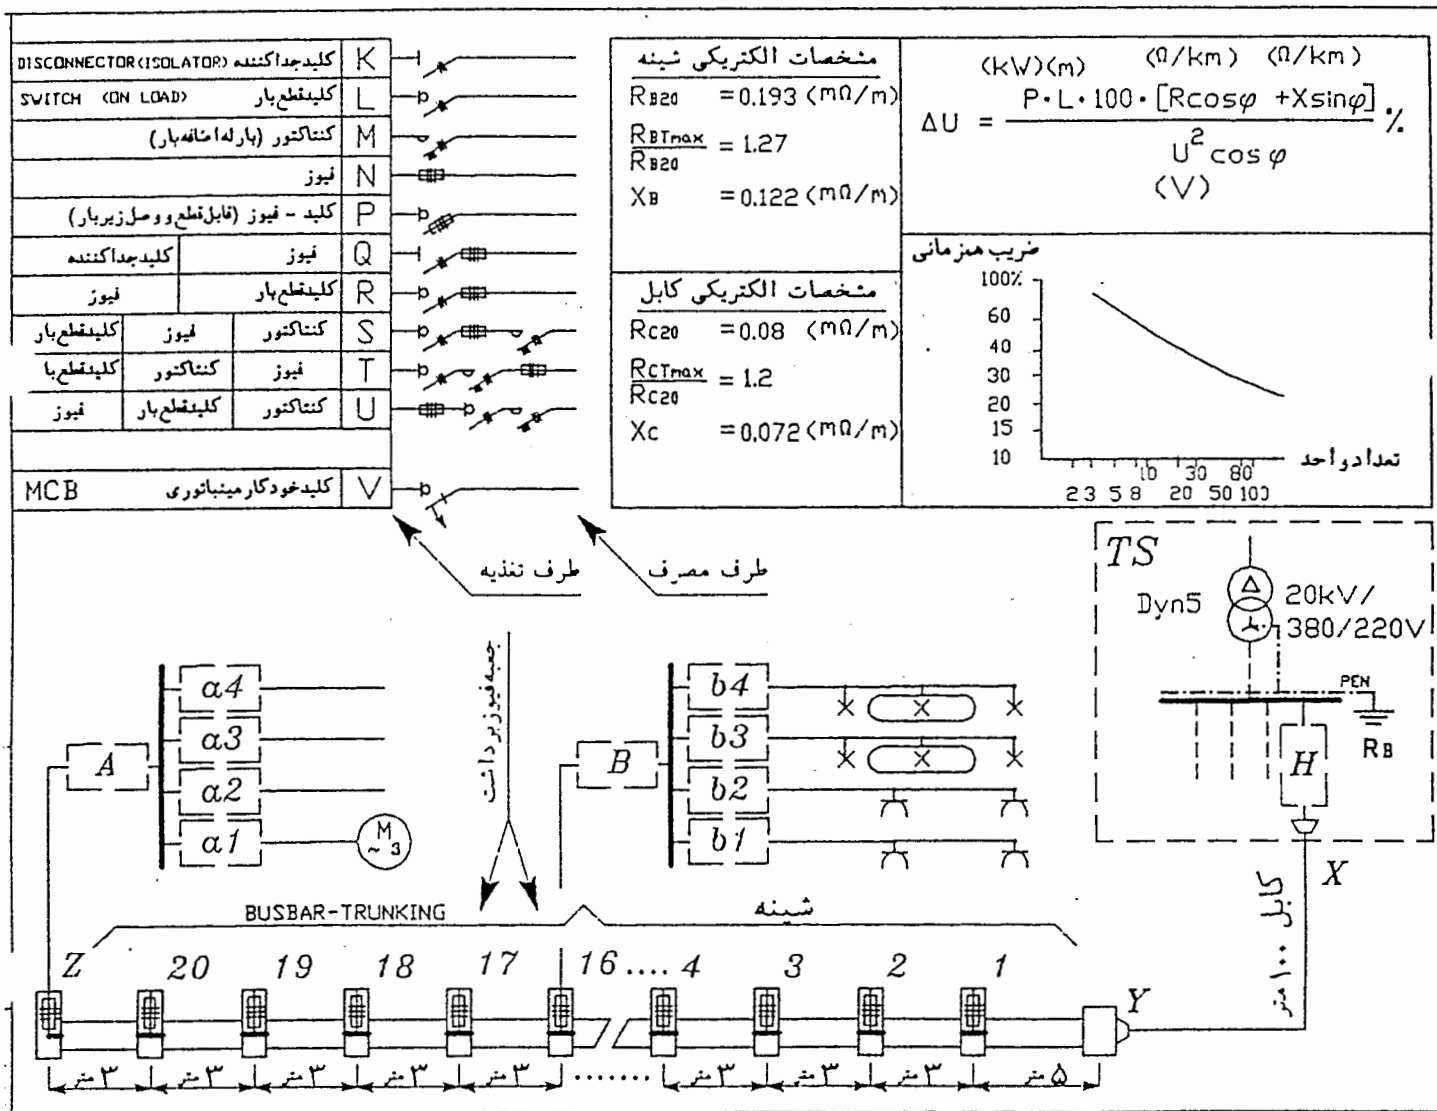 DISCONNECTOR(ISOLATOR) کلیدجداکننده K
SWITCH (ON LOAD) کلیدقطع‌بار L
کنتاکتور (با رله اضافه‌بار) M
فیوز N
کلید - فیوز (قابل‌قطع و وصل زیربار) P
فیوز کلیدجداکننده Q
کلیدقطع‌بار فیوز R
کنتاکتور فیوز کلیدقطع‌بار S
فیوز کنتاکتور کلیدقطع‌با T
کنتاکتور کلیدقطع‌بار فیوز U
MCB کلیدخودکارمینیاتوری V
طرف تغذیه
طرف مصرف
مشخصات الکتریکی شینه
RB20 = 0.193 (mΩ/m)
RBTmax/RB20 = 1.27
XB = 0.122 (mΩ/m)
مشخصات الکتریکی کابل
RC20 = 0.08 (mΩ/m)
RCTmax/RC20 = 1.2
XC = 0.072 (mΩ/m)
(kW)(m) (Ω/km) (Ω/km)
ΔU = P·L·100·[Rcosφ +Xsinφ] / U² cosφ %
(V)
ضریب همزمانی
100%
60
40
30
20
15
10
10 30 80
2 3 5 8 20 50 100
تعداد واحد
TS
Dyn5
20kV/
380/220V
PEN
RB
H
X
کابل ۱۰۰ متر
A
a4
a3
a2
a1
M
~ 3
جعبه فیوز برداشت
B
b4
b3
b2
b1
BUSBAR-TRUNKING
شینه
Z 20 19 18 17 16 .... 4 3 2 1 Y
۳ متر ۳ متر ۳ متر ۳ متر ۳ متر ....... ۳ متر ۳ متر ۳ متر ۵ متر